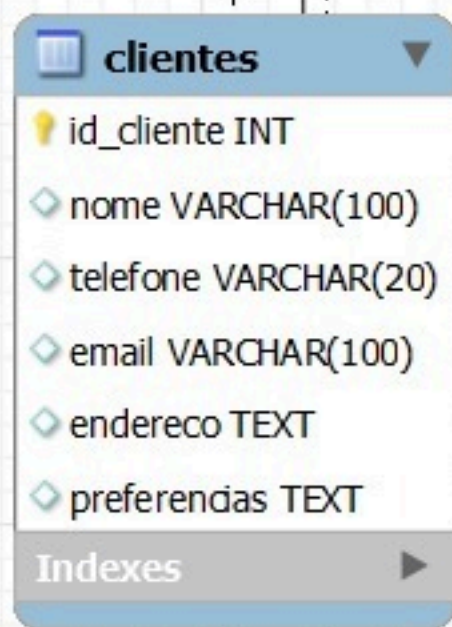 clientes
id_cliente INT
nome VARCHAR(100)
telefone VARCHAR(20)
email VARCHAR(100)
endereco TEXT
preferencias TEXT
Indexes